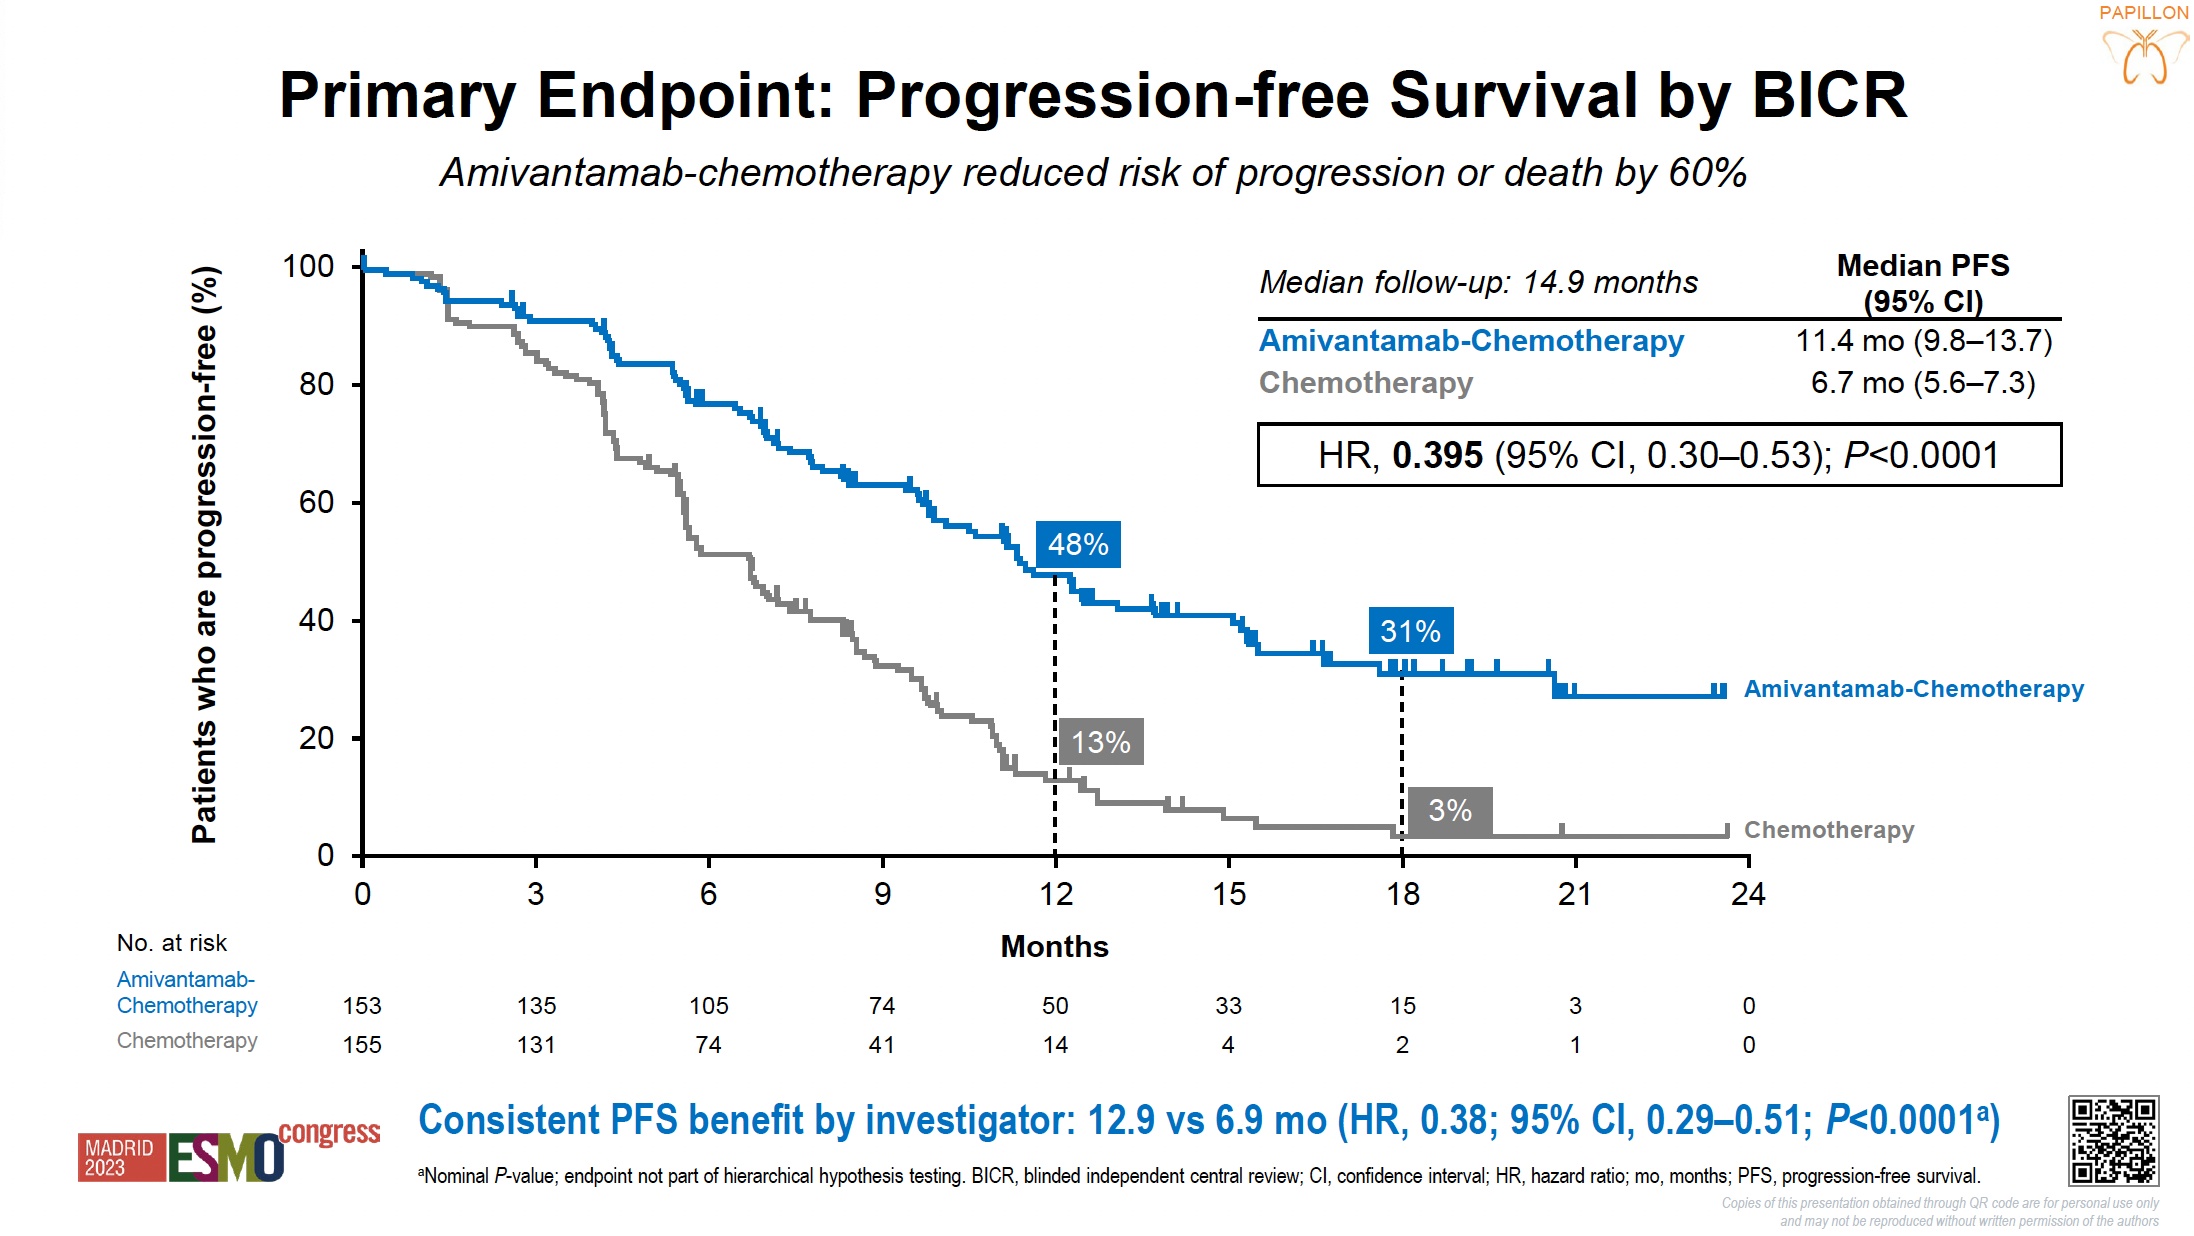 PAPILLON
Primary Endpoint: Progression-free Survival by BICR
Amivantamab-chemotherapy reduced risk of progression or death by 60%
Patients who are progression-free (%)
100
80
60
40
20
0
Median follow-up: 14.9 months
Median PFS
(95% CI)
Amivantamab-Chemotherapy 11.4 mo (9.8–13.7)
Chemotherapy 6.7 mo (5.6–7.3)
HR, 0.395 (95% CI, 0.30–0.53); P<0.0001
48%
31%
13%
3%
Amivantamab-Chemotherapy
Chemotherapy
0 3 6 9 12 15 18 21 24
Months
No. at risk
Amivantamab-
Chemotherapy 153 135 105 74 50 33 15 3 0
Chemotherapy 155 131 74 41 14 4 2 1 0
Consistent PFS benefit by investigator: 12.9 vs 6.9 mo (HR, 0.38; 95% CI, 0.29–0.51; P<0.0001ᵃ)
ᵃNominal P-value; endpoint not part of hierarchical hypothesis testing. BICR, blinded independent central review; CI, confidence interval; HR, hazard ratio; mo, months; PFS, progression-free survival.
MADRID
2023
ESMO congress
Copies of this presentation obtained through QR code are for personal use only
and may not be reproduced without written permission of the authors